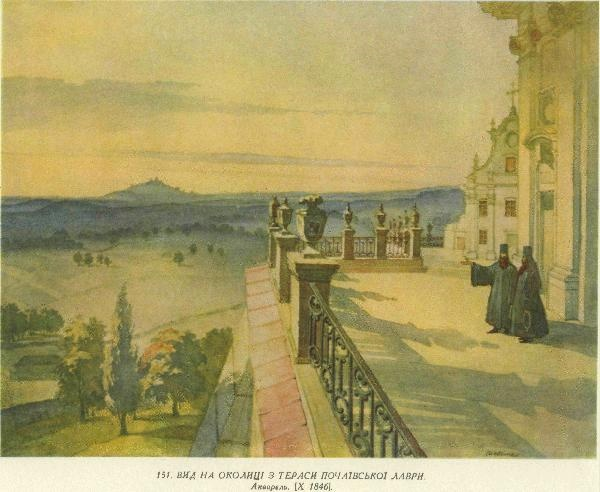 151. ВИД НА ОКОЛИЦІ З ТЕРАСИ ПОЧАЇВСЬКОЇ ЛАВРИ.
Акварель. [X 1846].